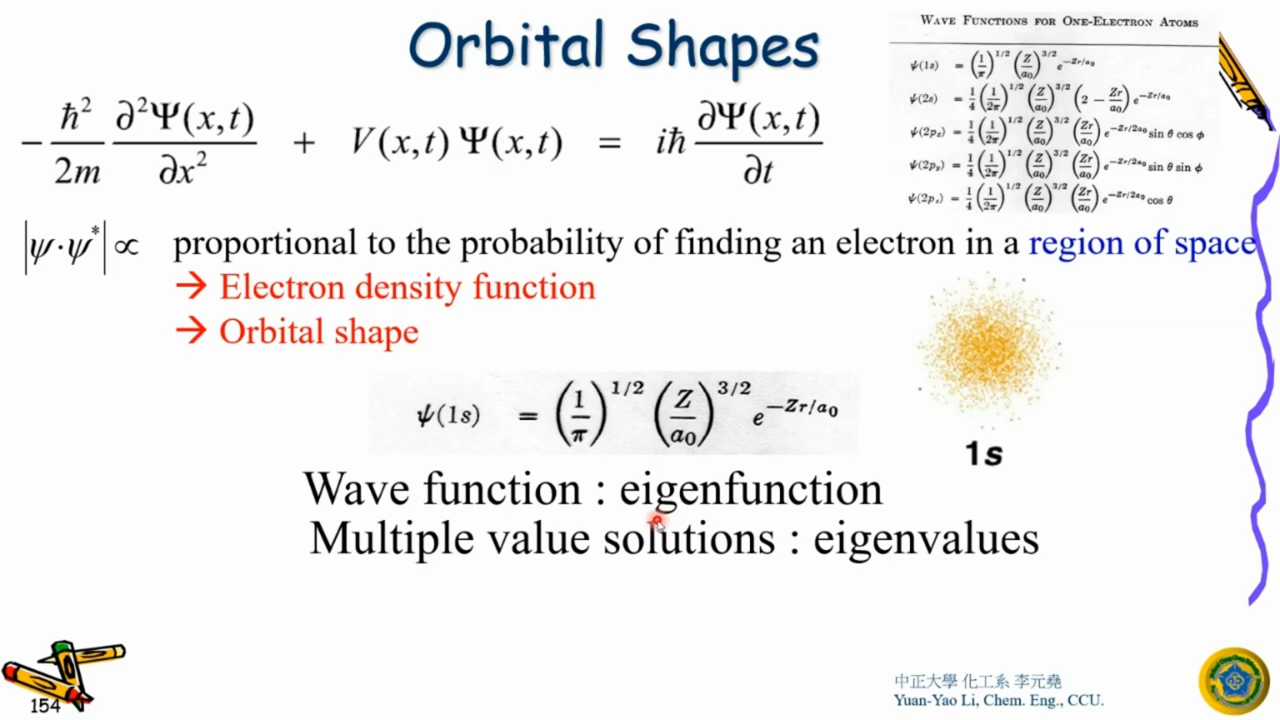 Orbital Shapes
WAVE FUNCTIONS FOR ONE-ELECTRON ATOMS
ψ(1s) = (1/π)^1/2 (Z/a₀)^3/2 e^−Zr/a₀
ψ(2s) = 1/4 (1/2π)^1/2 (Z/a₀)^3/2 (2 − Zr/a₀) e^−Zr/a₀
ψ(2pₓ) = 1/4 (1/2π)^1/2 (Z/a₀)^3/2 (Zr/a₀) e^−Zr/2a₀ sin θ cos ϕ
ψ(2p_y) = 1/4 (1/2π)^1/2 (Z/a₀)^3/2 (Zr/a₀) e^−Zr/2a₀ sin θ sin ϕ
ψ(2p_z) = 1/4 (1/2π)^1/2 (Z/a₀)^3/2 (Zr/a₀) e^−Zr/2a₀ cos θ
−ħ²/2m ∂²Ψ(x,t)/∂x² + V(x,t) Ψ(x,t) = iħ ∂Ψ(x,t)/∂t
|ψ·ψ*| ∝ proportional to the probability of finding an electron in a region of space
→ Electron density function
→ Orbital shape
ψ(1s) = (1/π)^1/2 (Z/a₀)^3/2 e^−Zr/a₀
1s
Wave function : eigenfunction
Multiple value solutions : eigenvalues
154
中正大學 化工系 李元堯
Yuan-Yao Li, Chem. Eng., CCU.